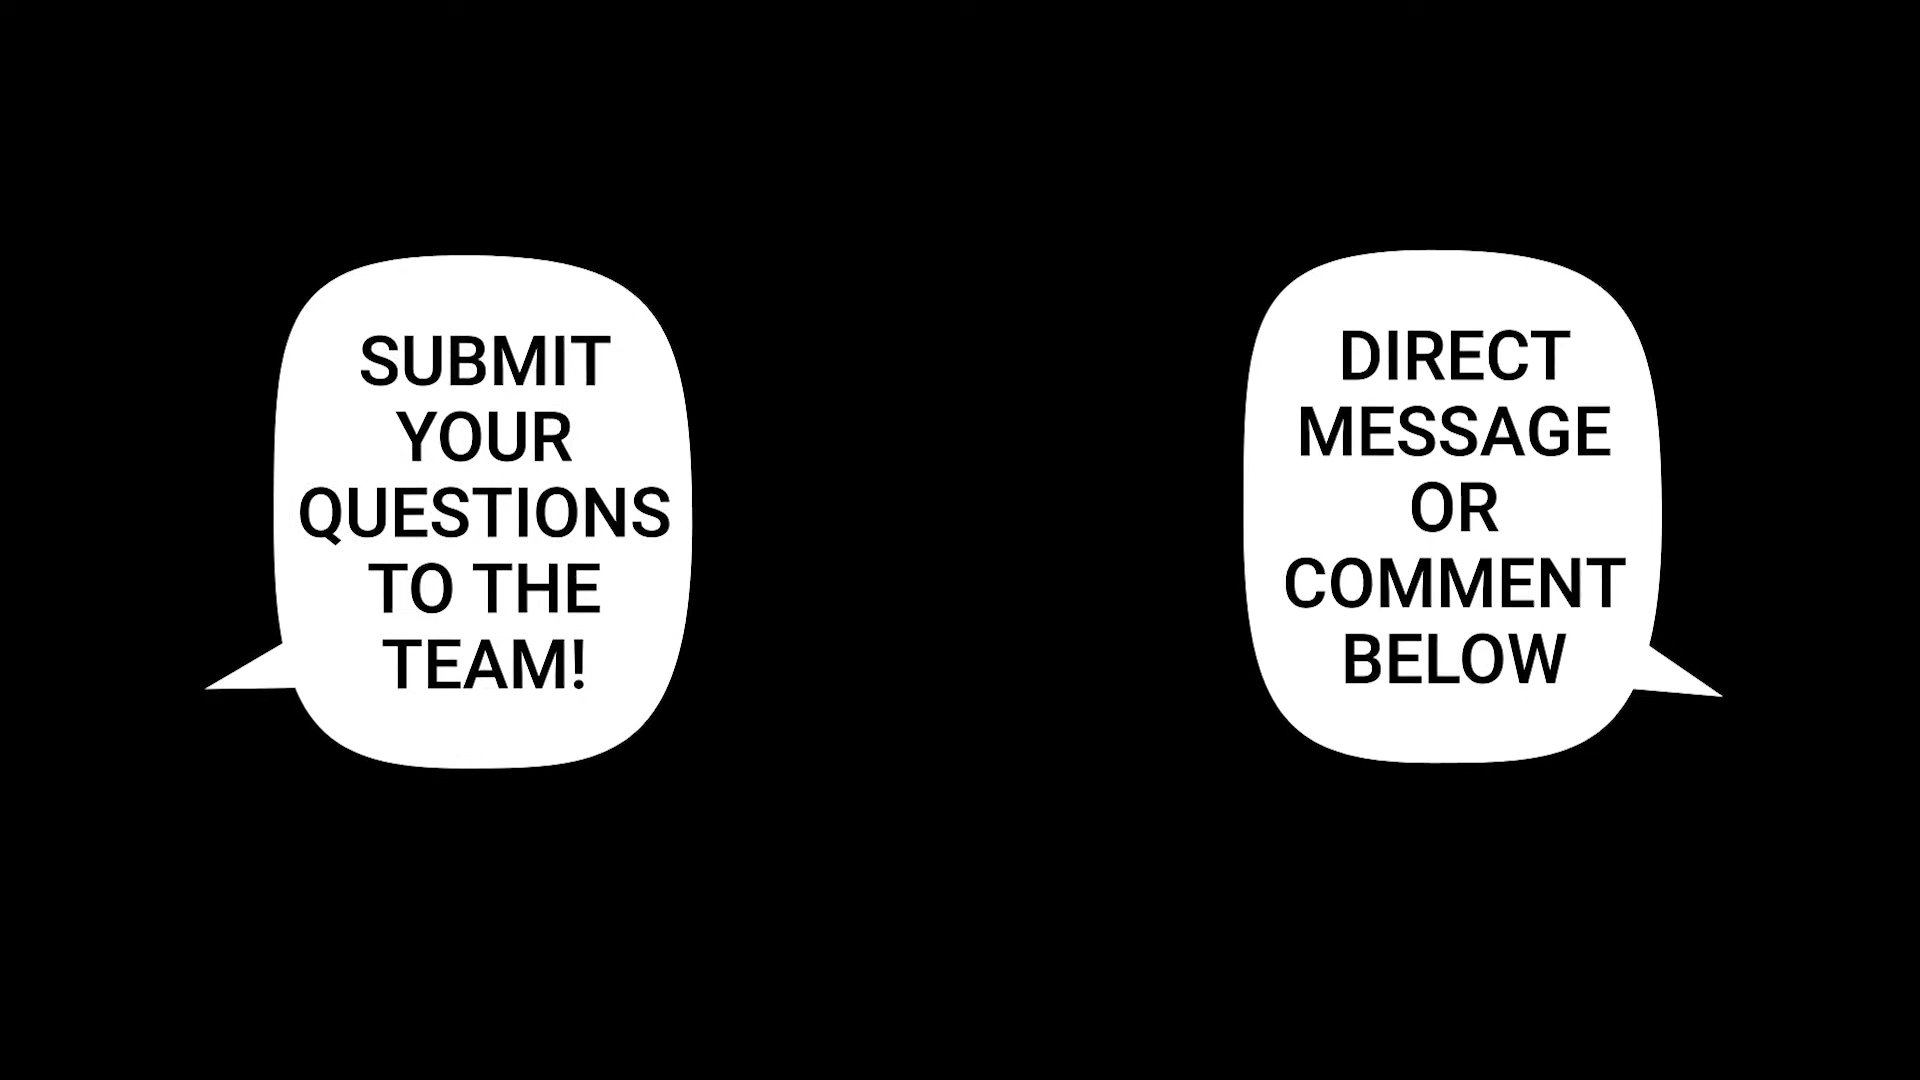 SUBMIT
YOUR
QUESTIONS
TO THE
TEAM!
DIRECT
MESSAGE
OR
COMMENT
BELOW